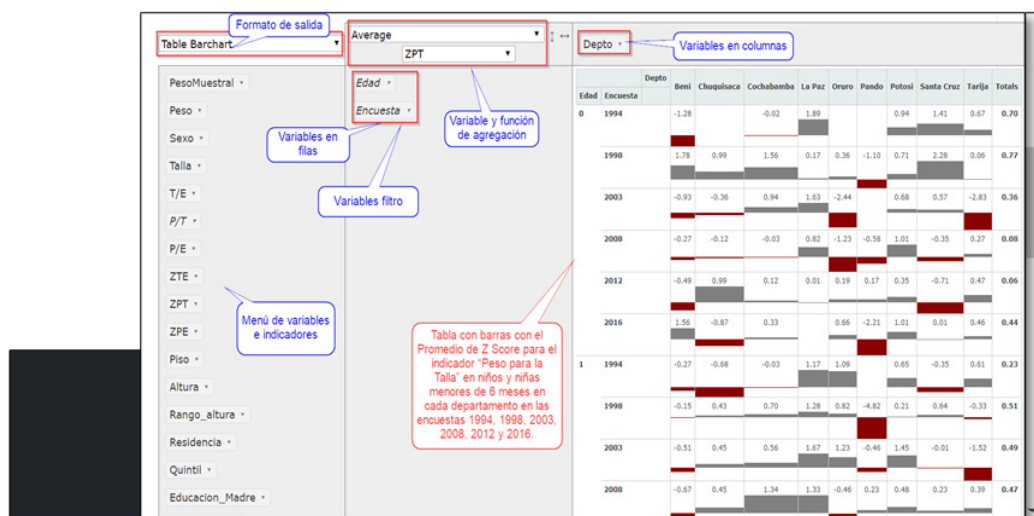 Formato de salida
Table Barchart
Average
ZPT
Depto
Variables en columnas
PesoMuestral
Peso
Sexo
Talla
T/E
P/T
P/E
ZTE
ZPT
ZPE
Piso
Altura
Rango_altura
Residencia
Quintil
Educacion_Madre
Edad
Encuesta
Variables en
filas
Variable y función
de agregación
Variables filtro
Menú de variables
e indicadores
Tabla con barras con el
Promedio de Z Score para el
indicador "Peso para la
Talla" en niños y niñas
menores de 6 meses en
cada departamento en las
encuestas 1994, 1998, 2003,
2008, 2012 y 2016.
Depto Beni Chuquisaca Cochabamba La Paz Oruro Pando Potosi Santa Cruz Tarija Totals
Edad Encuesta
0 1994 -1.28 -0.02 1.89 0.94 1.41 0.67 0.70
1998 1.78 0.99 1.56 0.17 0.36 -1.10 0.71 2.28 0.06 0.77
2003 -0.93 -0.36 0.94 1.63 -2.44 0.68 0.57 -2.83 0.36
2008 -0.27 -0.12 -0.03 0.82 -1.23 -0.58 1.01 -0.35 0.27 0.08
2012 -0.49 0.99 0.12 0.01 0.19 0.17 0.35 -0.71 0.47 0.06
2016 1.56 -0.87 0.33 0.66 -2.21 1.01 0.01 0.46 0.44
1 1994 -0.27 -0.68 -0.03 1.17 1.09 0.65 -0.35 0.61 0.23
1998 -0.15 0.43 0.70 1.28 0.82 -4.82 0.21 0.64 -0.33 0.51
2003 -0.51 0.45 0.56 1.67 1.23 -0.46 1.45 -0.01 -1.52 0.49
2008 -0.67 0.45 1.34 1.33 -0.46 0.23 0.48 0.23 0.39 0.47